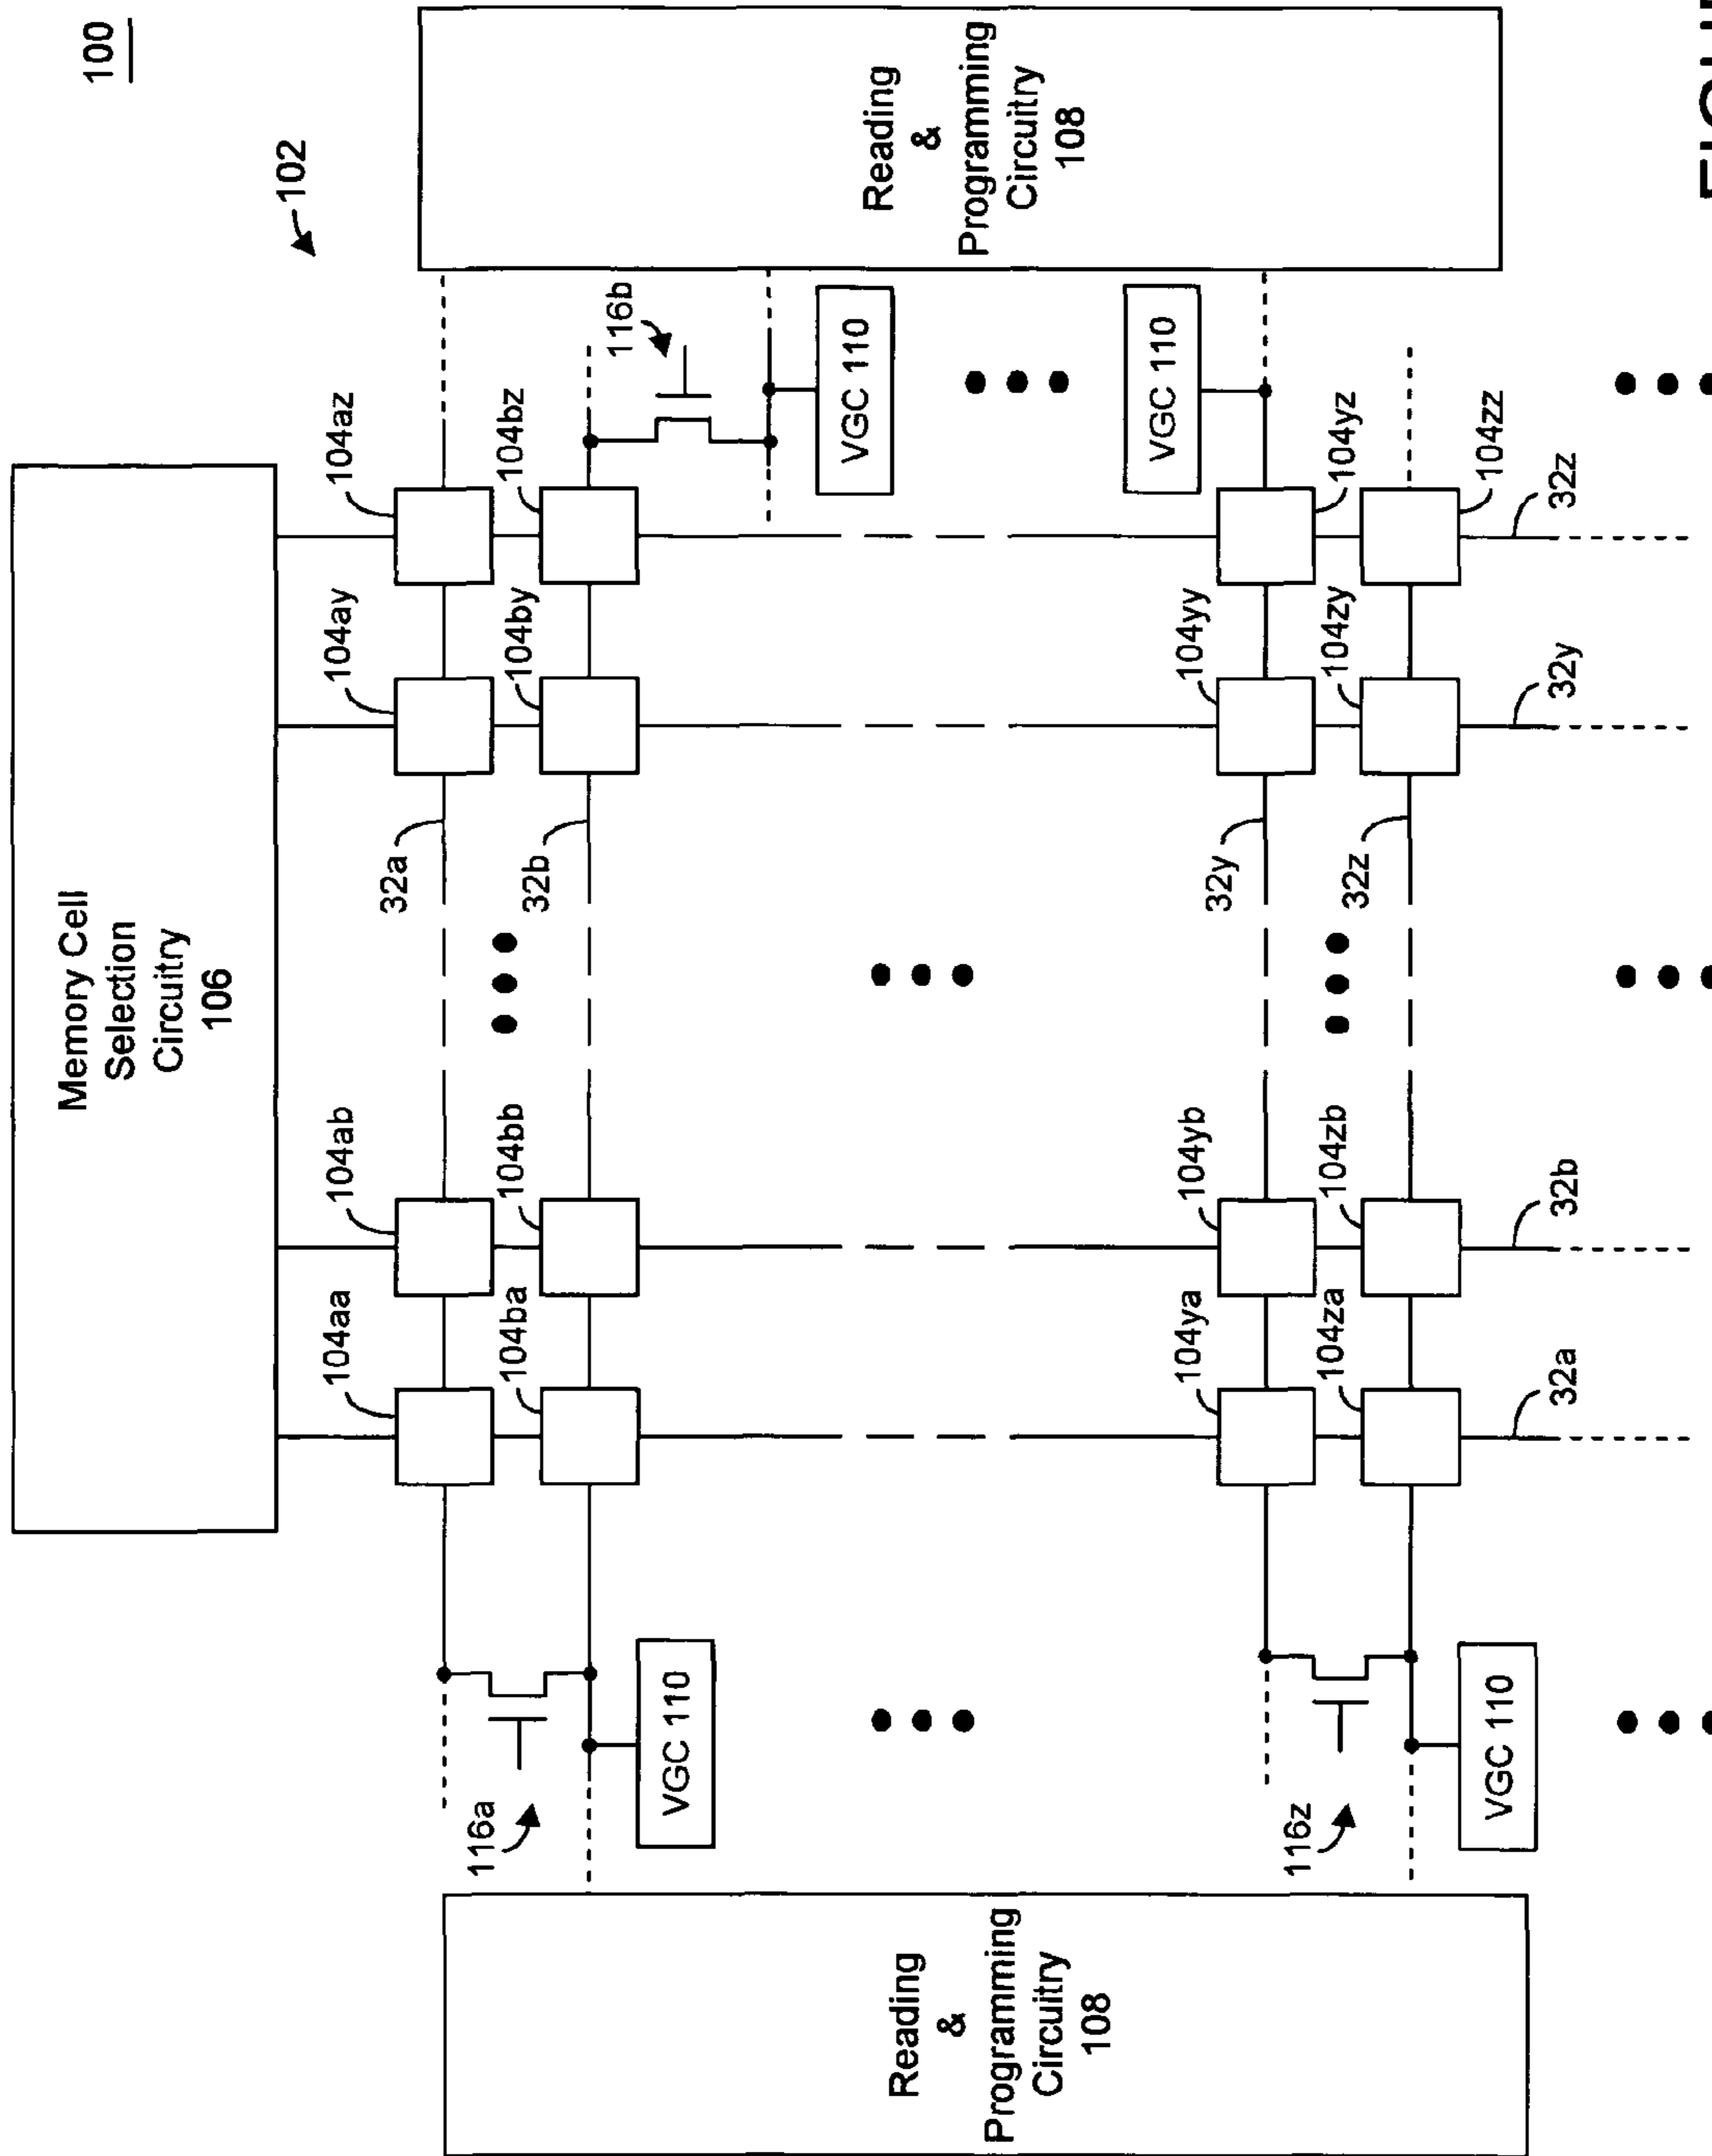 100
Memory Cell
Selection
Circuitry
106
102
104aa
104ab
104ay
104az
32a
116a
104ba
104bb
32b
104by
104bz
116b
VGC 110
VGC 110
Reading
&
Programming
Circuitry
108
Reading
&
Programming
Circuitry
108
VGC 110
104ya
104yb
32y
104yy
104yz
116z
104za
104zb
32z
104zy
104zz
VGC 110
32a
32b
32y
32z